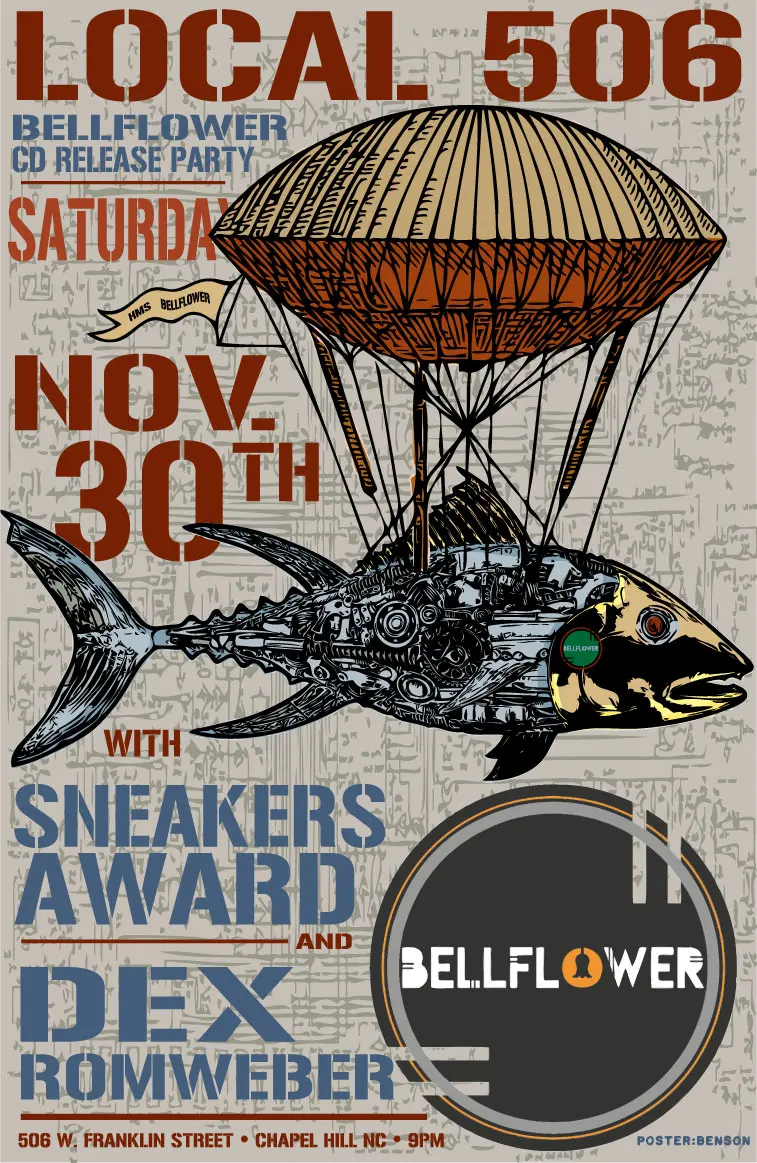 LOCAL 506
BELLFLOWER
CD RELEASE PARTY
SATURDAY
HMS BELLFLOWER
NOV.
30TH
BELLFLOWER
WITH
SNEAKERS
AWARD
AND
DEX
ROMWEBER
BELLFLOWER
506 W. FRANKLIN STREET • CHAPEL HILL NC • 9PM
POSTER:BENSON